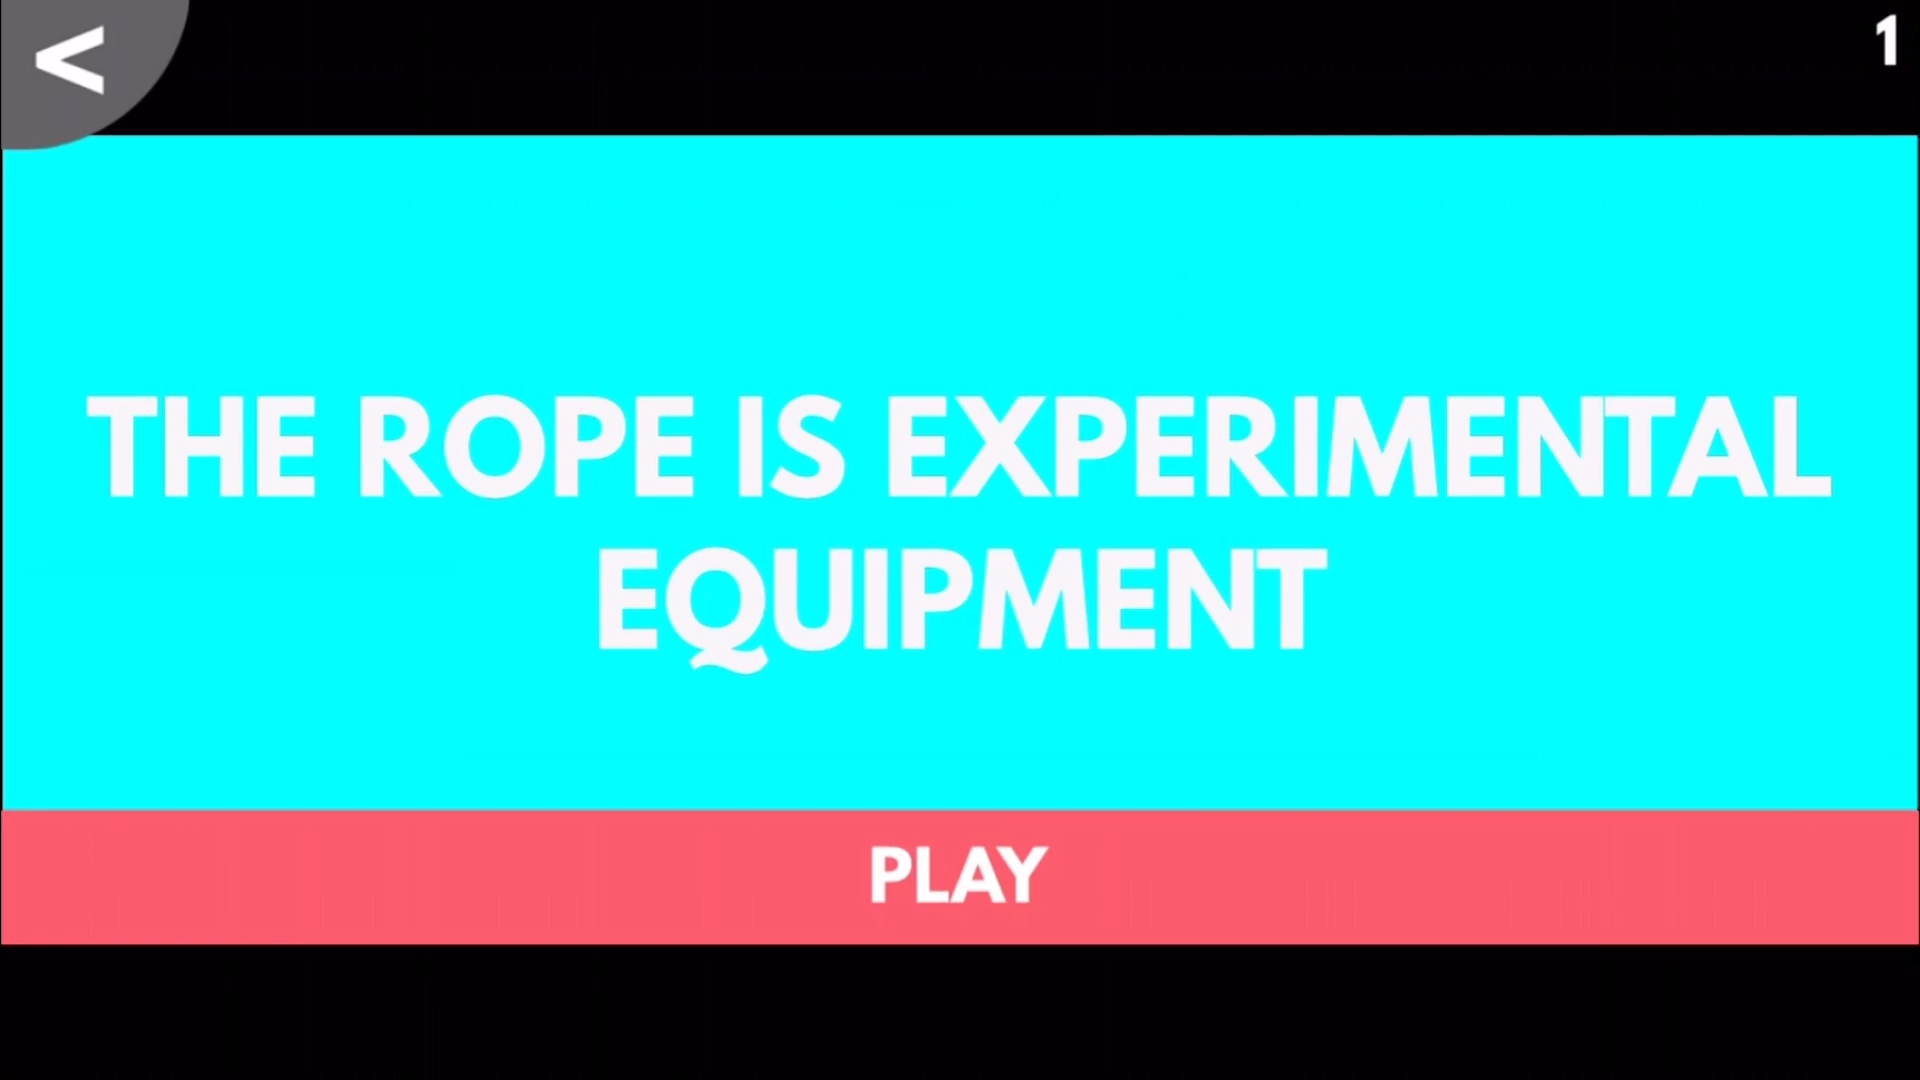 <
1
THE ROPE IS EXPERIMENTAL
EQUIPMENT
PLAY